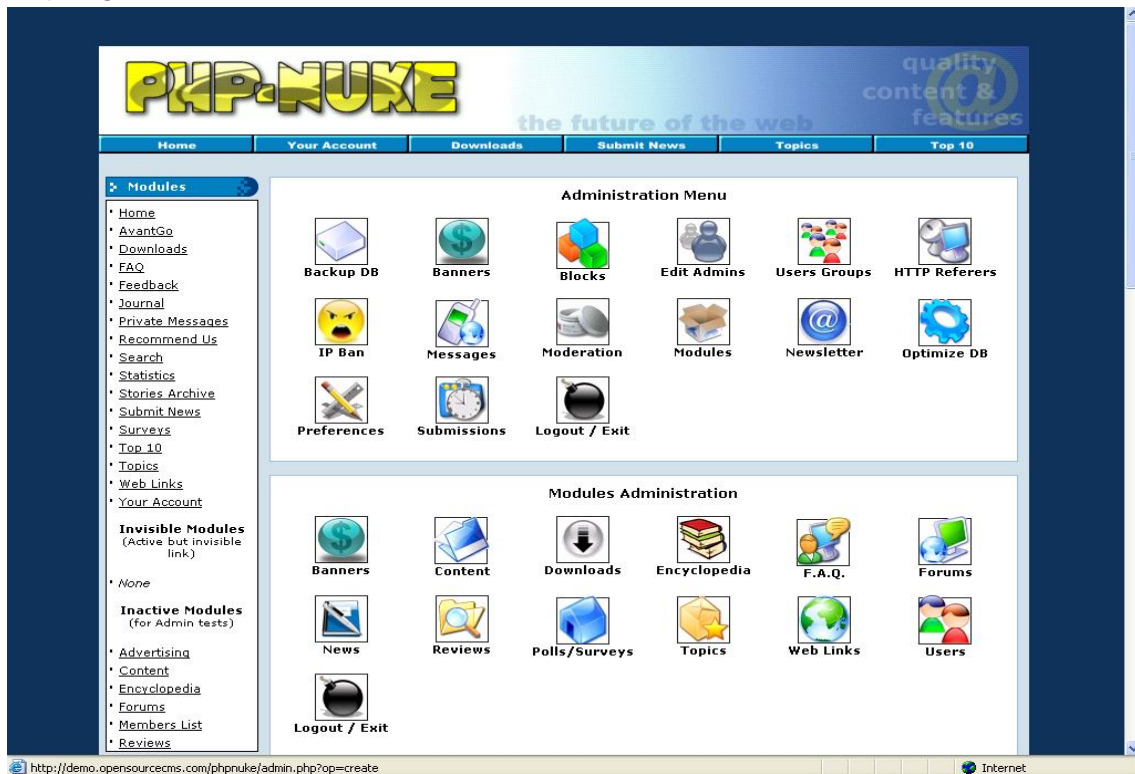 PHP-NUKE
the future of the web
quality
content &
features
Home Your Account Downloads Submit News Topics Top 10
Modules
Home
AvantGo
Downloads
FAQ
Feedback
Journal
Private Messages
Recommend Us
Search
Statistics
Stories Archive
Submit News
Surveys
Top 10
Topics
Web Links
Your Account
Invisible Modules
(Active but invisible
link)
None
Inactive Modules
(for Admin tests)
Advertising
Content
Encyclopedia
Forums
Members List
Reviews
Administration Menu
Backup DB Banners Blocks Edit Admins Users Groups HTTP Referers
IP Ban Messages Moderation Modules Newsletter Optimize DB
Preferences Submissions Logout / Exit
Modules Administration
Banners Content Downloads Encyclopedia F.A.Q. Forums
News Reviews Polls/Surveys Topics Web Links Users
Logout / Exit
http://demo.opensourcecms.com/phpnuke/admin.php?op=create Internet